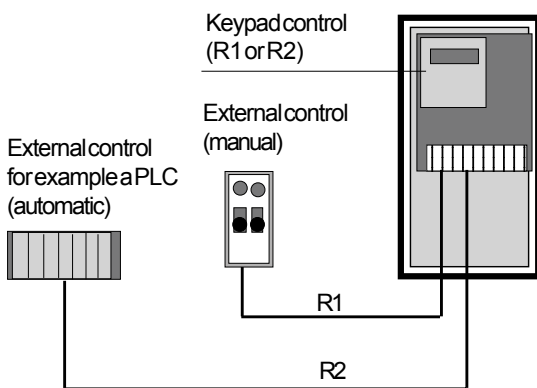 Keypad control
(R1 or R2)
External control
(manual)
External control
for example a PLC
(automatic)
R1
R2